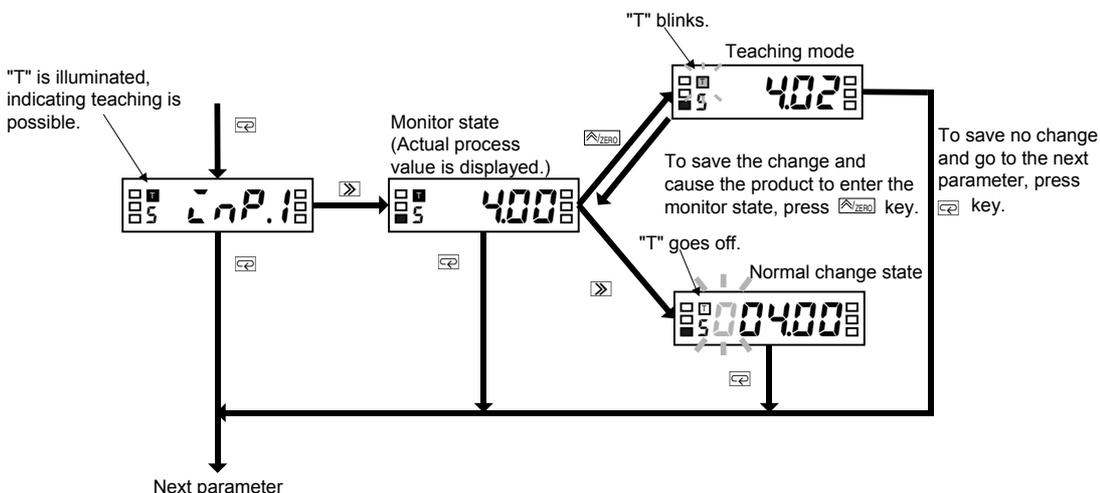 "T" blinks.
Teaching mode
"T" is illuminated,
indicating teaching is
possible.
T
S
4.02
Monitor state
(Actual process
value is displayed.)
/ZERO
To save no change
and go to the next
parameter, press
key.
To save the change and
cause the product to enter the
monitor state, press /ZERO key.
T
S
inP.1
T
S
4.00
"T" goes off.
Normal change state
T
S
004.00
Next parameter